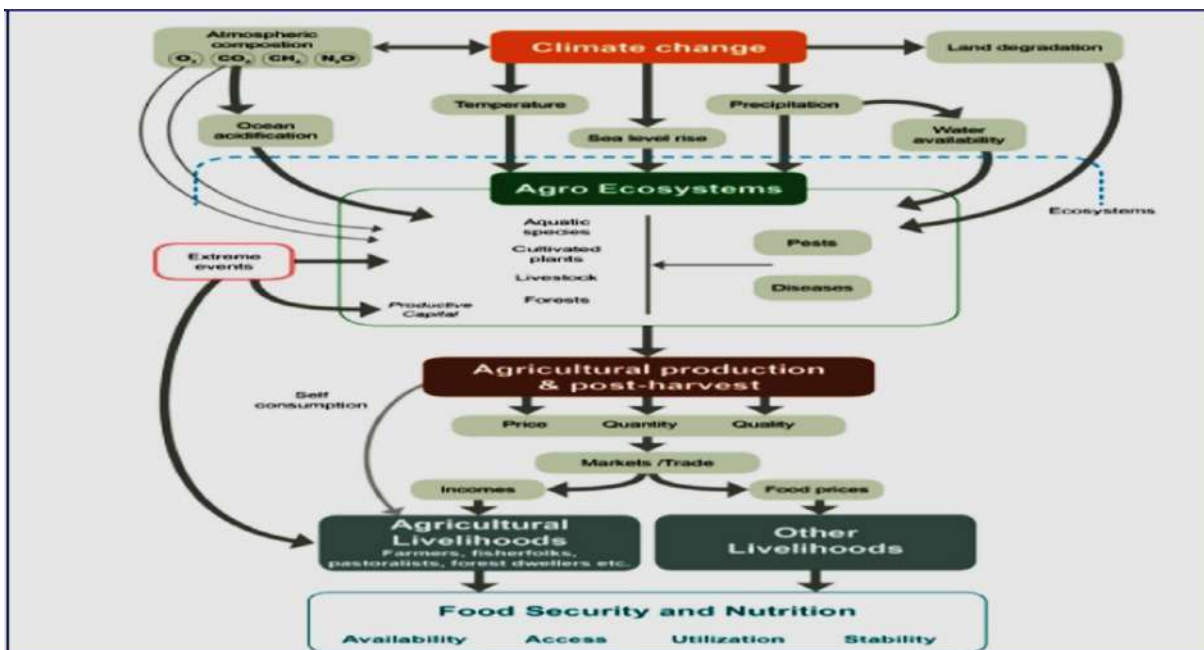 Atmospheric
compostion
O₃ CO₂ CH₄ N₂O
Climate change
Land degradation
Temperature
Precipitation
Ocean
acidification
Sea level rise
Water
availability
Agro Ecosystems
Ecosystems
Aquatic
species
Cultivated
plants
Livestock
Forests
Pests
Diseases
Extreme
events
Productive
Capital
Agricultural production
& post-harvest
Self
consumption
Price Quantity Quality
Markets /Trade
Incomes
Food prices
Agricultural
Livelihoods
Farmers, fisherfolks,
pastoralists, forest dwellers etc.
Other
Livelihoods
Food Security and Nutrition
Availability Access Utilization Stability